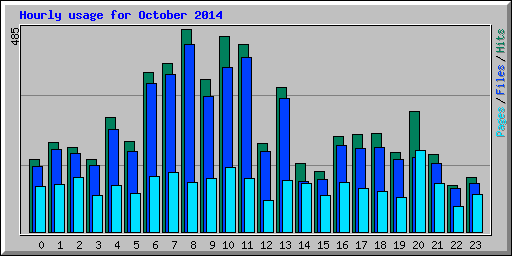 Hourly usage for October 2014
485
Pages / Files / Hits
0 1 2 3 4 5 6 7 8 9 10 11 12 13 14 15 16 17 18 19 20 21 22 23